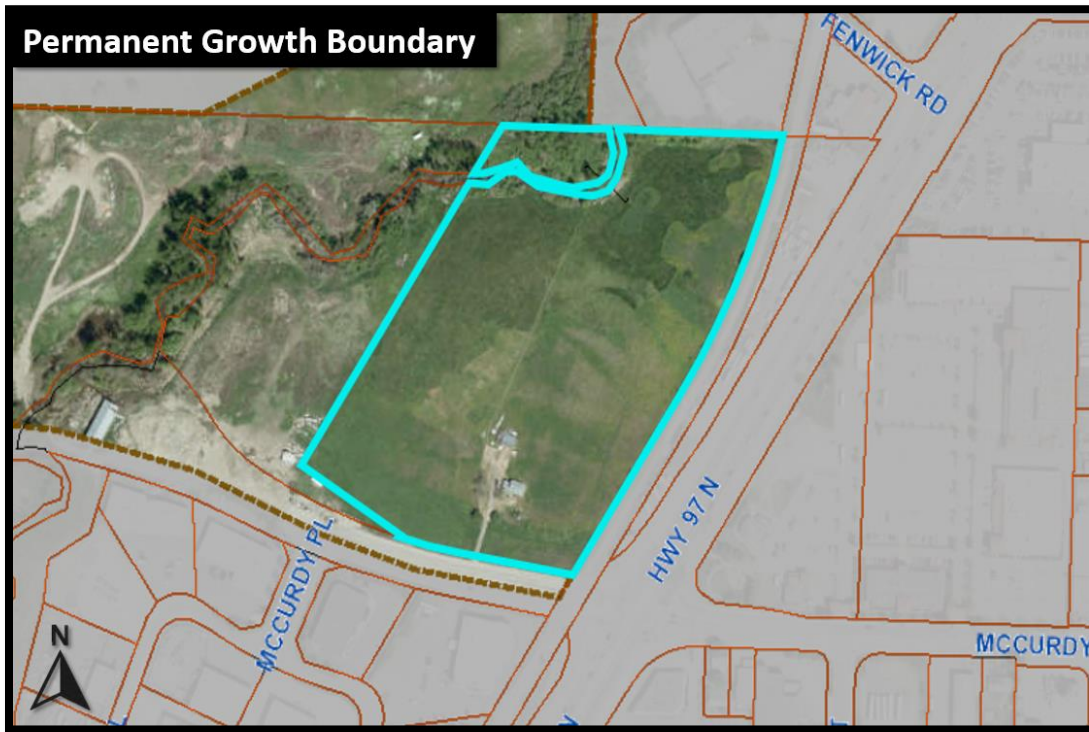 Permanent Growth Boundary
FENWICK RD
HWY 97 N
MCCURDY PL
MCCURDY
N